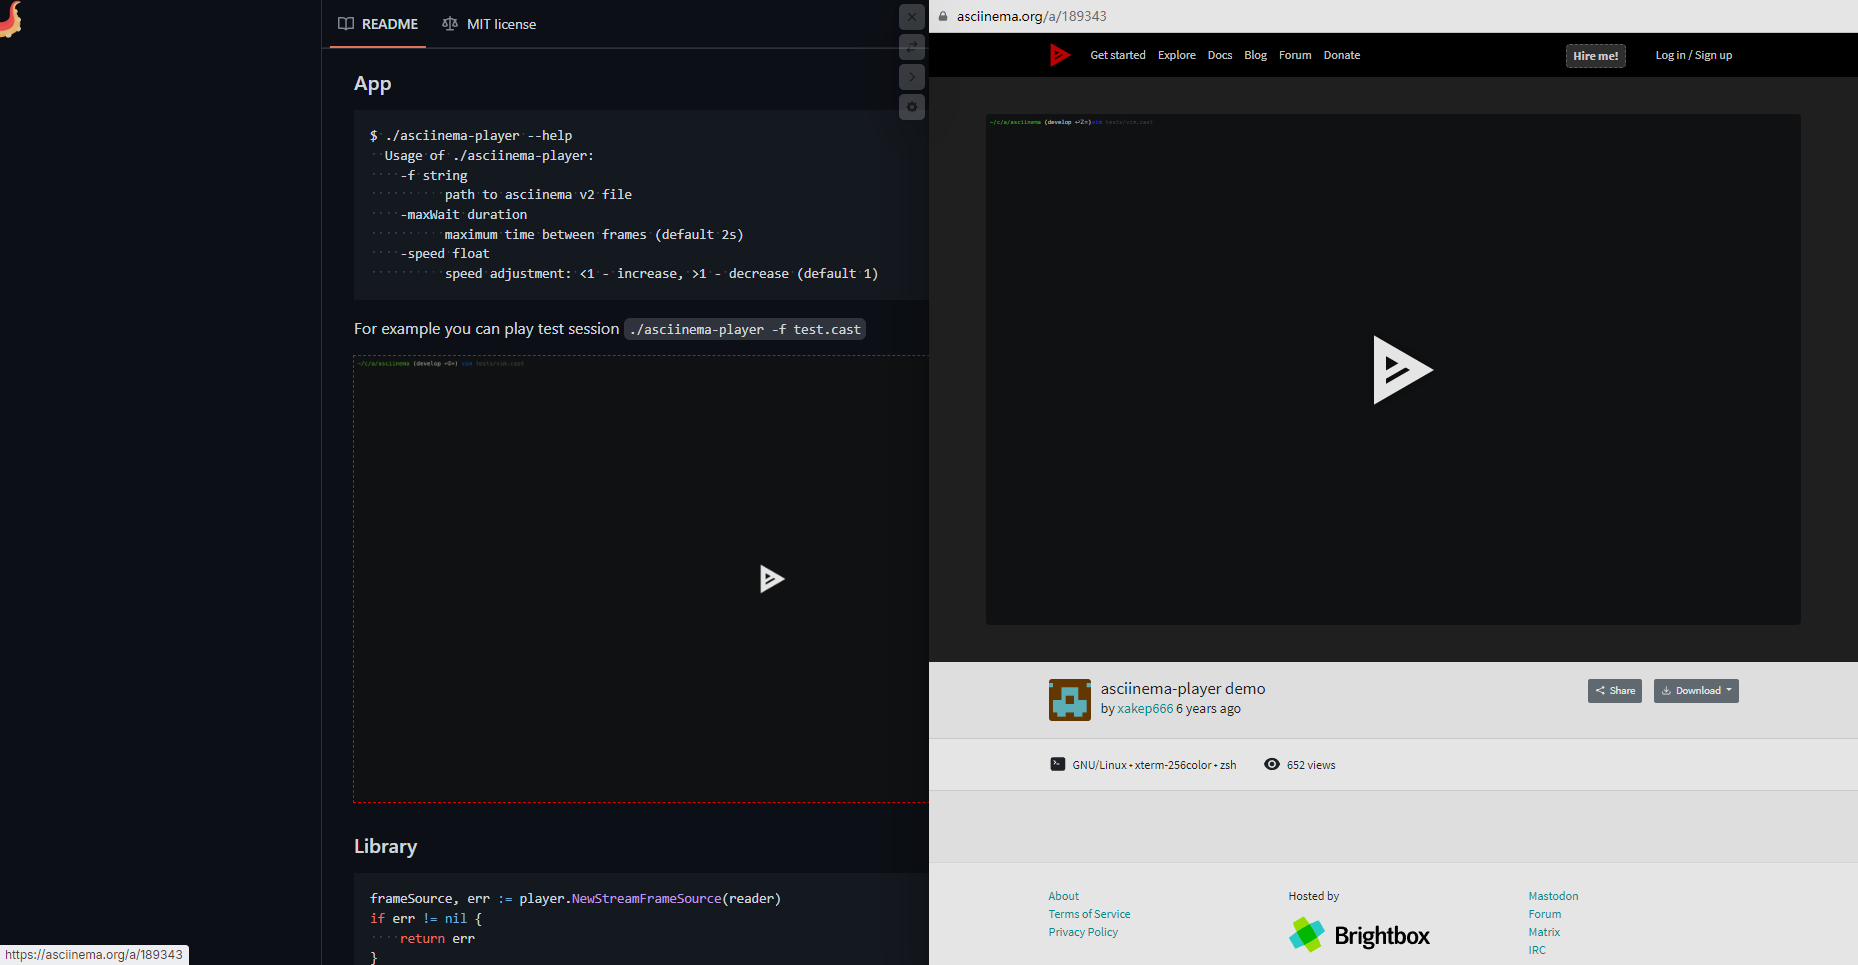 README
MIT license
App
$ ./asciinema-player --help
Usage of ./asciinema-player:
-f string
path to asciinema v2 file
-maxWait duration
maximum time between frames (default 2s)
-speed float
speed adjustment: <1 - increase, >1 - decrease (default 1)
For example you can play test session ./asciinema-player -f test.cast
~/c/a/asciinema (develop ↩0=) vim tests/vim.cast
Library
frameSource, err := player.NewStreamFrameSource(reader)
if err != nil {
return err
}
https://asciinema.org/a/189343
asciinema.org/a/189343
Get started Explore Docs Blog Forum Donate
Hire me!
Log in / Sign up
~/c/a/asciinema (develop ↩2=)vim tests/vim.cast
asciinema-player demo
by xakep666 6 years ago
Share
Download
GNU/Linux • xterm-256color • zsh
652 views
About
Terms of Service
Privacy Policy
Hosted by
Brightbox
Mastodon
Forum
Matrix
IRC